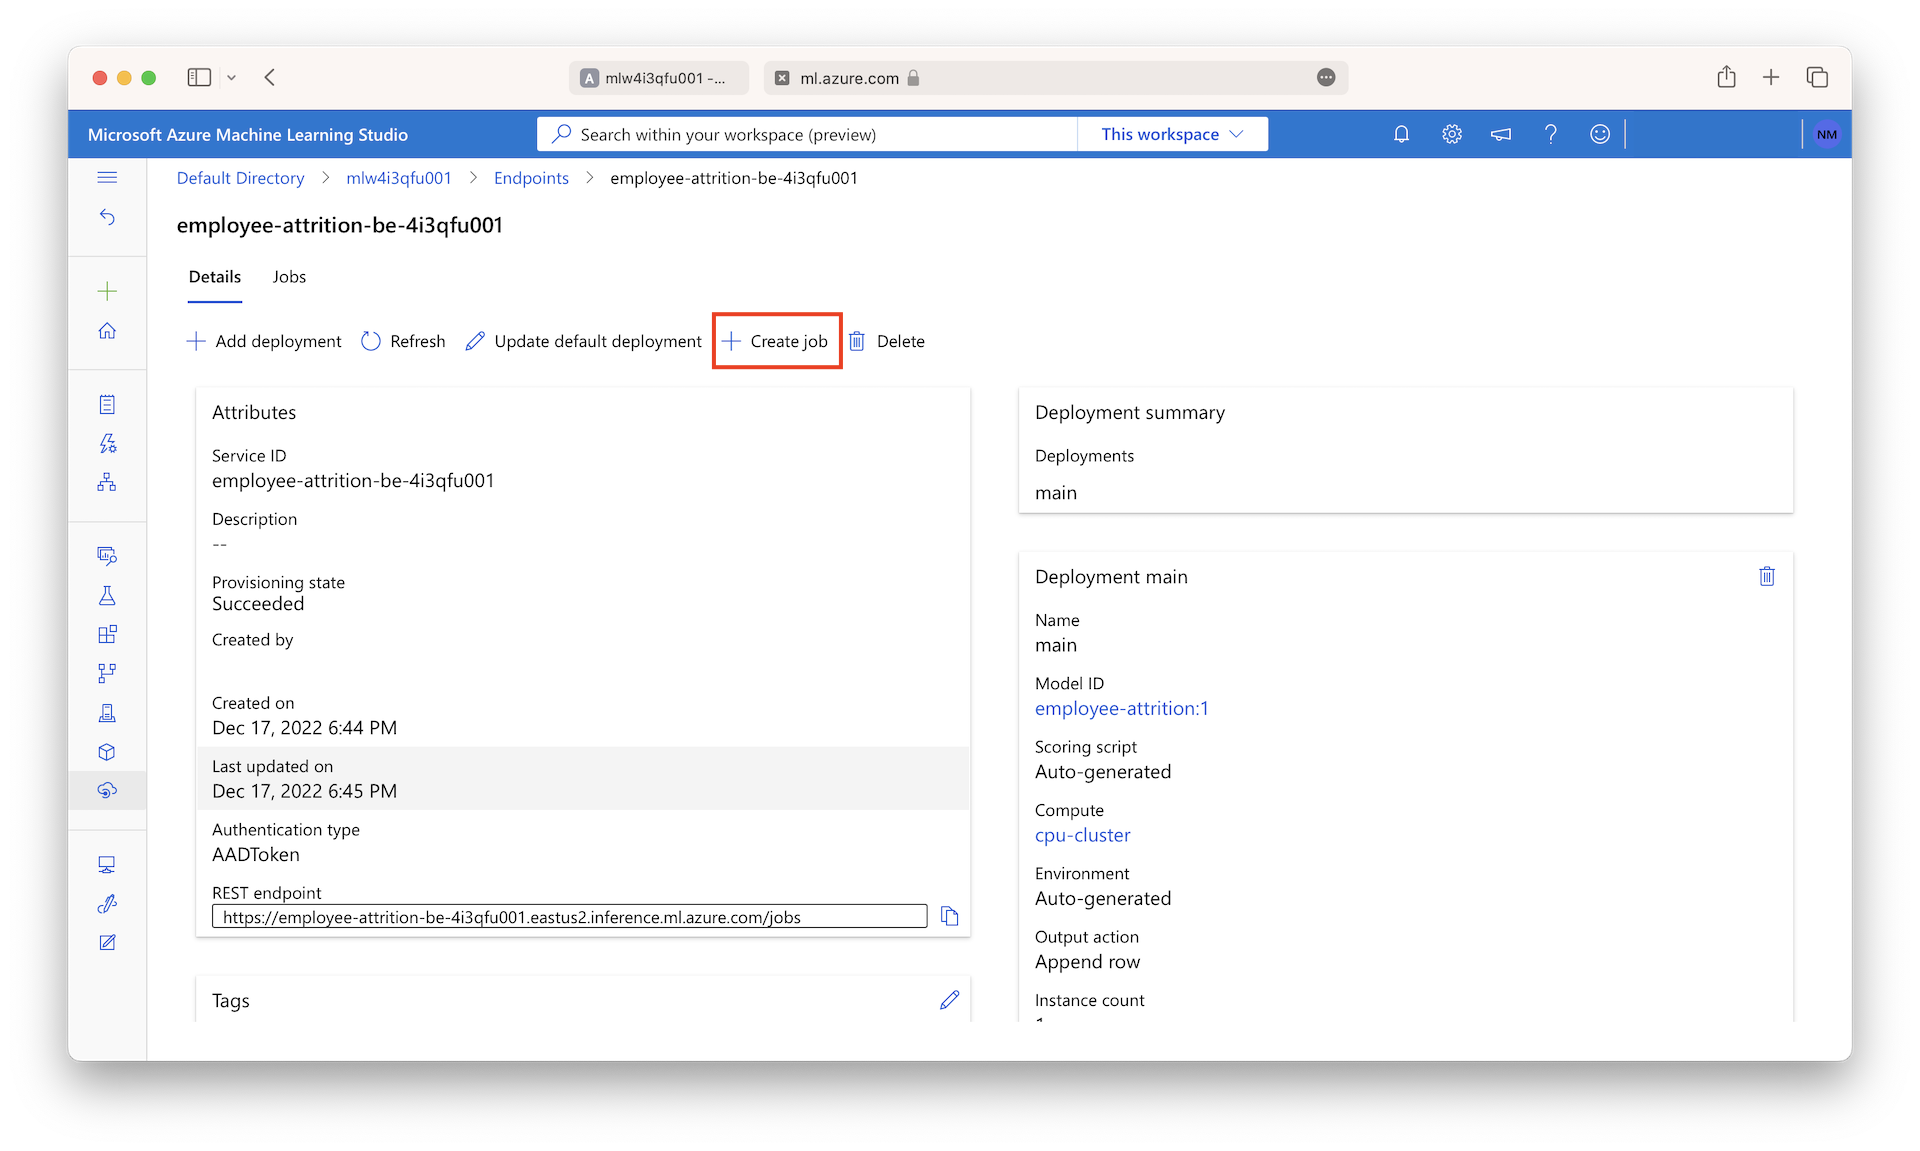 A mlw4i3qfu001 -...
ml.azure.com
Microsoft Azure Machine Learning Studio
Search within your workspace (preview)
This workspace
NM
Default Directory > mlw4i3qfu001 > Endpoints > employee-attrition-be-4i3qfu001
employee-attrition-be-4i3qfu001
Details Jobs
Add deployment Refresh Update default deployment Create job Delete
Attributes
Service ID
employee-attrition-be-4i3qfu001
Description
--
Provisioning state
Succeeded
Created by
Created on
Dec 17, 2022 6:44 PM
Last updated on
Dec 17, 2022 6:45 PM
Authentication type
AADToken
REST endpoint
https://employee-attrition-be-4i3qfu001.eastus2.inference.ml.azure.com/jobs
Tags
Deployment summary
Deployments
main
Deployment main
Name
main
Model ID
employee-attrition:1
Scoring script
Auto-generated
Compute
cpu-cluster
Environment
Auto-generated
Output action
Append row
Instance count